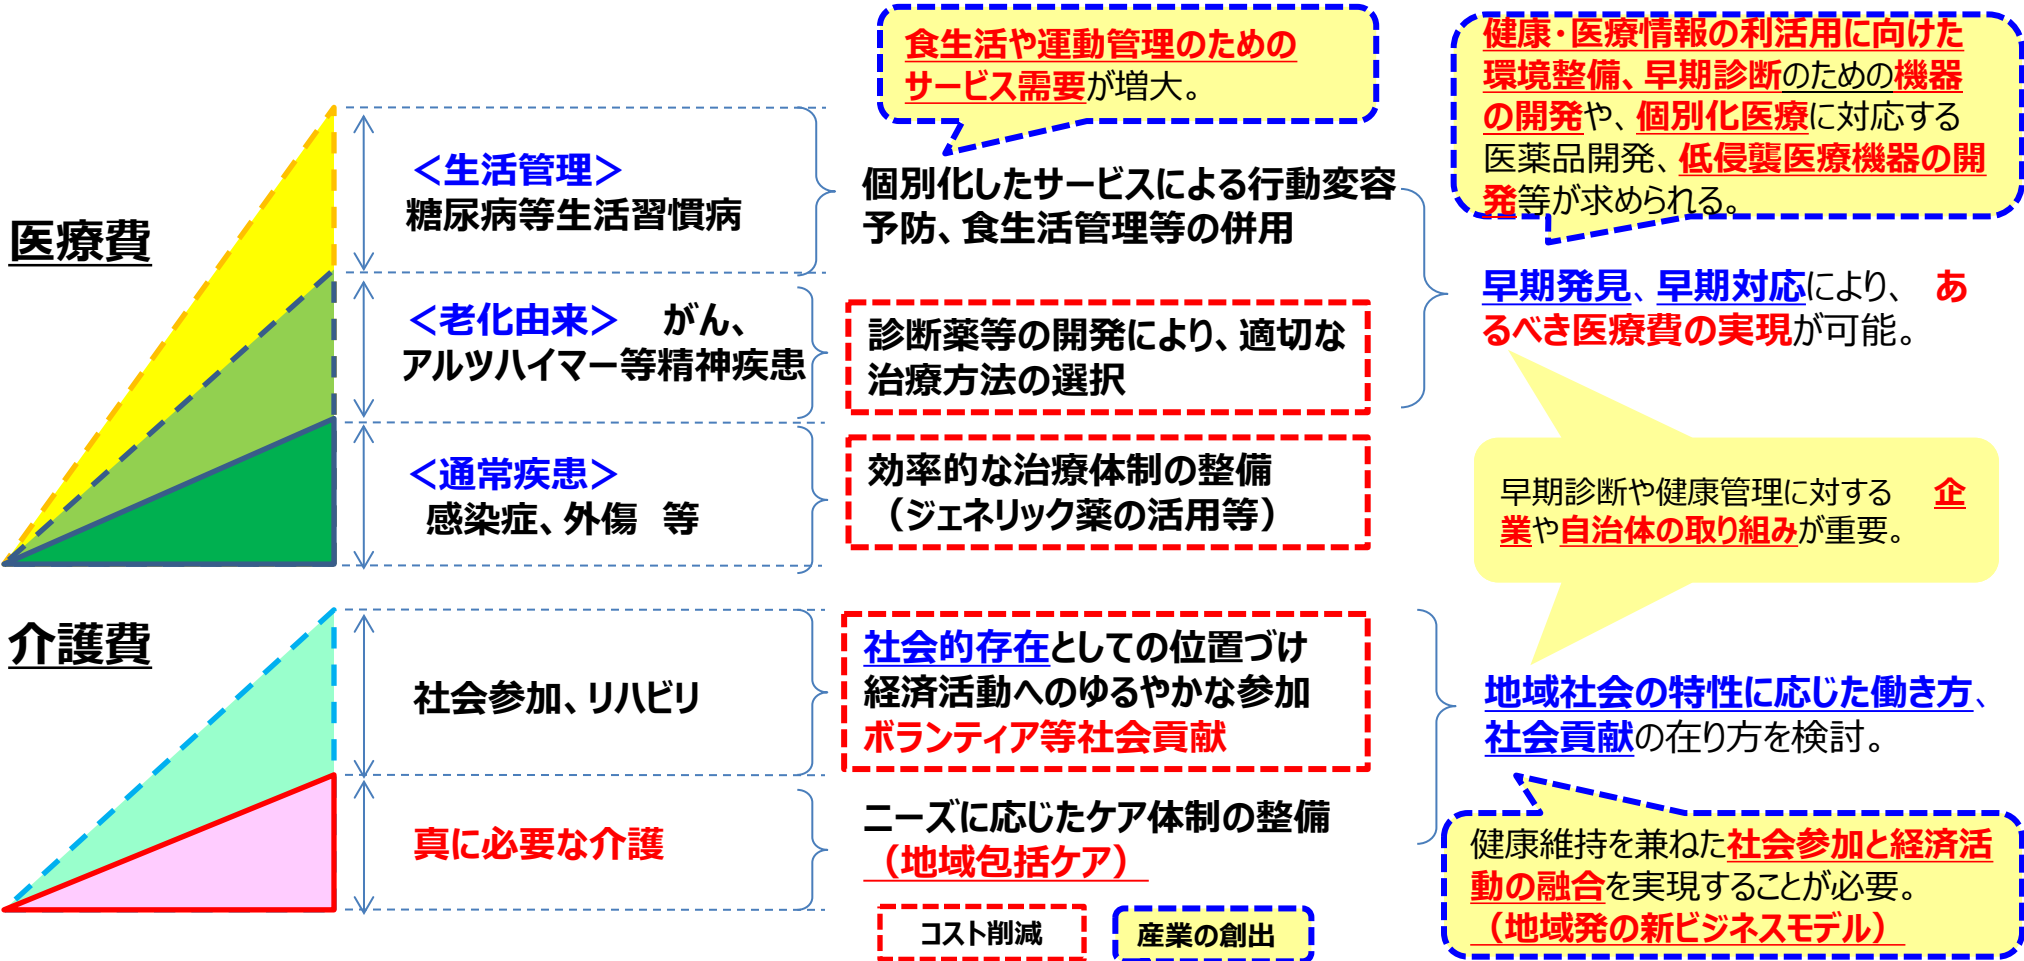 食生活や運動管理のための
サービス需要が増大。
健康・医療情報の利活用に向けた
環境整備、早期診断のための機器
の開発や、個別化医療に対応する
医薬品開発、低侵襲医療機器の開
発等が求められる。
医療費
＜生活管理＞
糖尿病等生活習慣病
個別化したサービスによる行動変容
予防、食生活管理等の併用
＜老化由来＞　がん、
アルツハイマー等精神疾患
診断薬等の開発により、適切な
治療方法の選択
早期発見、早期対応により、　あ
るべき医療費の実現が可能。
＜通常疾患＞
感染症、外傷　等
効率的な治療体制の整備
（ジェネリック薬の活用等）
早期診断や健康管理に対する　企
業や自治体の取り組みが重要。
介護費
社会参加、リハビリ
社会的存在としての位置づけ
経済活動へのゆるやかな参加
ボランティア等社会貢献
地域社会の特性に応じた働き方、
社会貢献の在り方を検討。
真に必要な介護
ニーズに応じたケア体制の整備
（地域包括ケア）
健康維持を兼ねた社会参加と経済活
動の融合を実現することが必要。
（地域発の新ビジネスモデル）
コスト削減
産業の創出